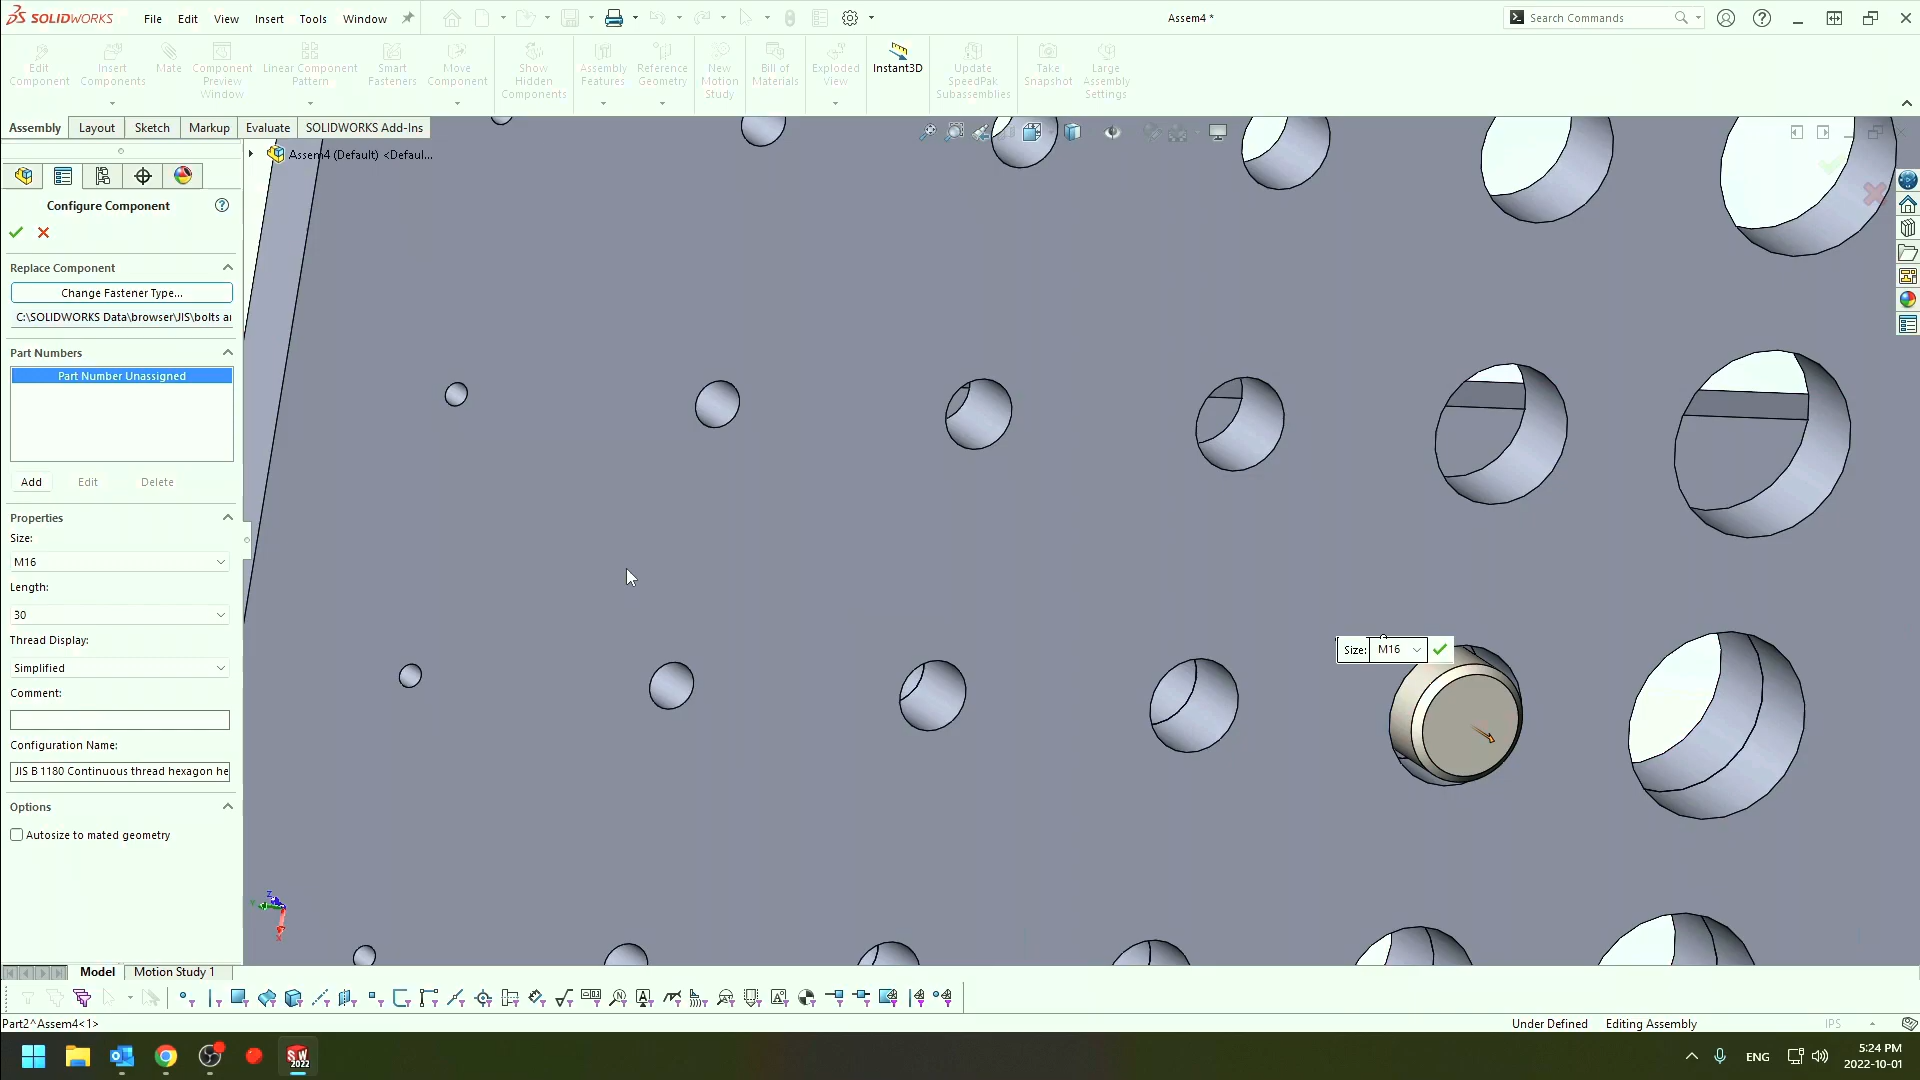 SOLIDWORKS
File Edit View Insert Tools Window
Assem4 *
Search Commands
Edit Component
Insert Components
Mate
Component Preview Window
Linear Component Pattern
Smart Fasteners
Move Component
Show Hidden Components
Assembly Features
Reference Geometry
New Motion Study
Bill of Materials
Exploded View
Instant3D
Update SpeedPak Subassemblies
Take Snapshot
Large Assembly Settings
Assembly Layout Sketch Markup Evaluate SOLIDWORKS Add-Ins
Assem4 (Default) <Defaul...
Configure Component
Replace Component
Change Fastener Type...
C:\SOLIDWORKS Data\browser\JIS\bolts ar
Part Numbers
Part Number Unassigned
Add Edit Delete
Properties
Size:
M16
Length:
30
Thread Display:
Simplified
Comment:
Configuration Name:
JIS B 1180 Continuous thread hexagon he
Options
Autosize to mated geometry
Size: M16
Z
Y
X
Model Motion Study 1
Part2^Assem4<1>
Under Defined Editing Assembly IPS
SW 2022
ENG
5:24 PM
2022-10-01